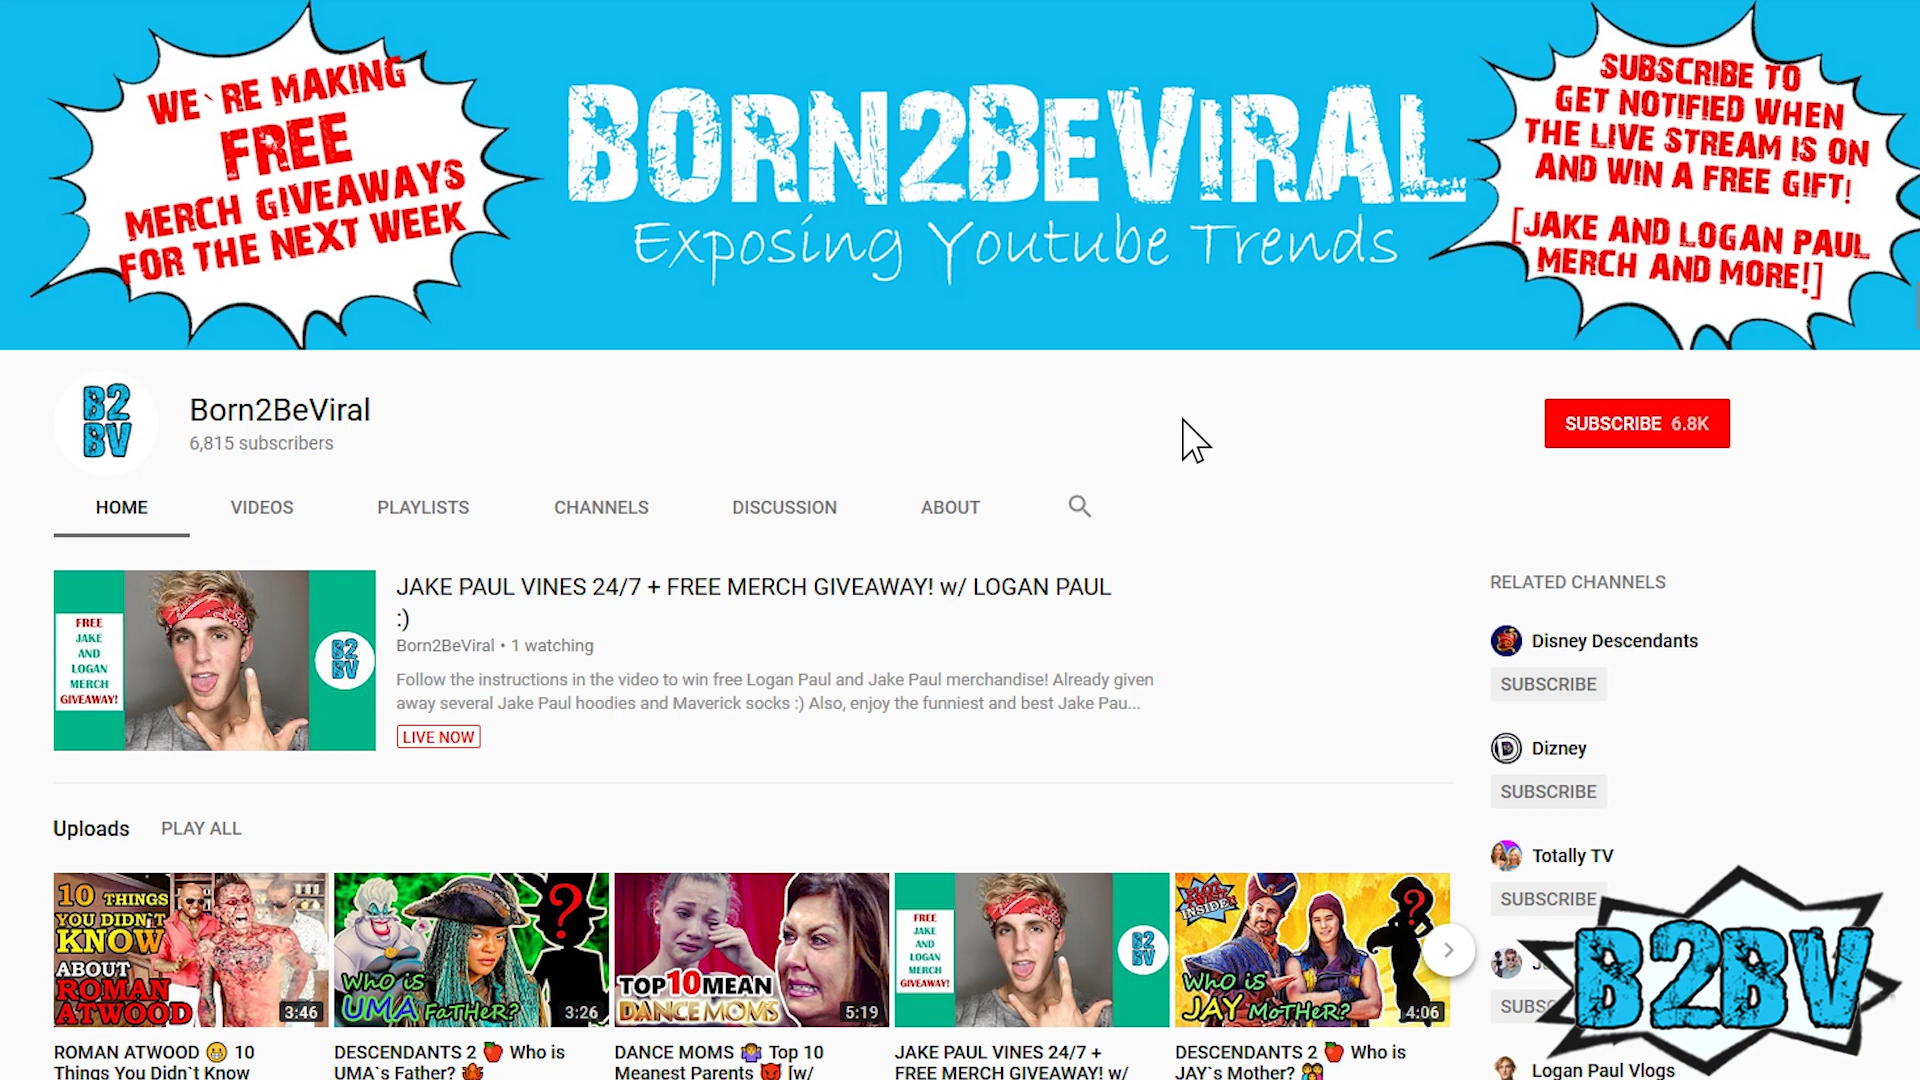 WE`RE MAKING
FREE
MERCH GIVEAWAYS
FOR THE NEXT WEEK
BORN2BEVIRAL
Exposing Youtube Trends
SUBSCRIBE TO
GET NOTIFIED WHEN
THE LIVE STREAM IS ON
AND WIN A FREE GIFT!
[JAKE AND LOGAN PAUL
MERCH AND MORE!]
B2
BV
Born2BeViral
6,815 subscribers
SUBSCRIBE 6.8K
HOME
VIDEOS
PLAYLISTS
CHANNELS
DISCUSSION
ABOUT
FREE
JAKE
AND
LOGAN
MERCH
GIVEAWAY!
B2
BV
JAKE PAUL VINES 24/7 + FREE MERCH GIVEAWAY! w/ LOGAN PAUL
:)
Born2BeViral • 1 watching
Follow the instructions in the video to win free Logan Paul and Jake Paul merchandise! Already given
away several Jake Paul hoodies and Maverick socks :) Also, enjoy the funniest and best Jake Pau...
LIVE NOW
RELATED CHANNELS
Disney Descendants
SUBSCRIBE
Dizney
SUBSCRIBE
Totally TV
SUBSCRIBE
J
SUBSC
Logan Paul Vlogs
Uploads
PLAY ALL
10 THINGS
YOU DIDN`T
KNOW
ABOUT
ROMAN
ATWOOD
3:46
ROMAN ATWOOD 😁 10
Things You Didn`t Know
?
WHO iS
UMA FaTHeR?
3:26
DESCENDANTS 2 🍎 Who is
UMA`s Father? 🐙
TOP 10 MEAN
DANCE MOMS
5:19
DANCE MOMS 🤷 Top 10
Meanest Parents 😈 [w/
FREE
JAKE
AND
LOGAN
MERCH
GIVEAWAY!
B2
BV
JAKE PAUL VINES 24/7 +
FREE MERCH GIVEAWAY! w/
PLOT
TWIST
INSIDE!
?
WHO iS
JAY MoTHeR?
4:06
DESCENDANTS 2 🍎 Who is
JAY`s Mother? 👪
B2BV